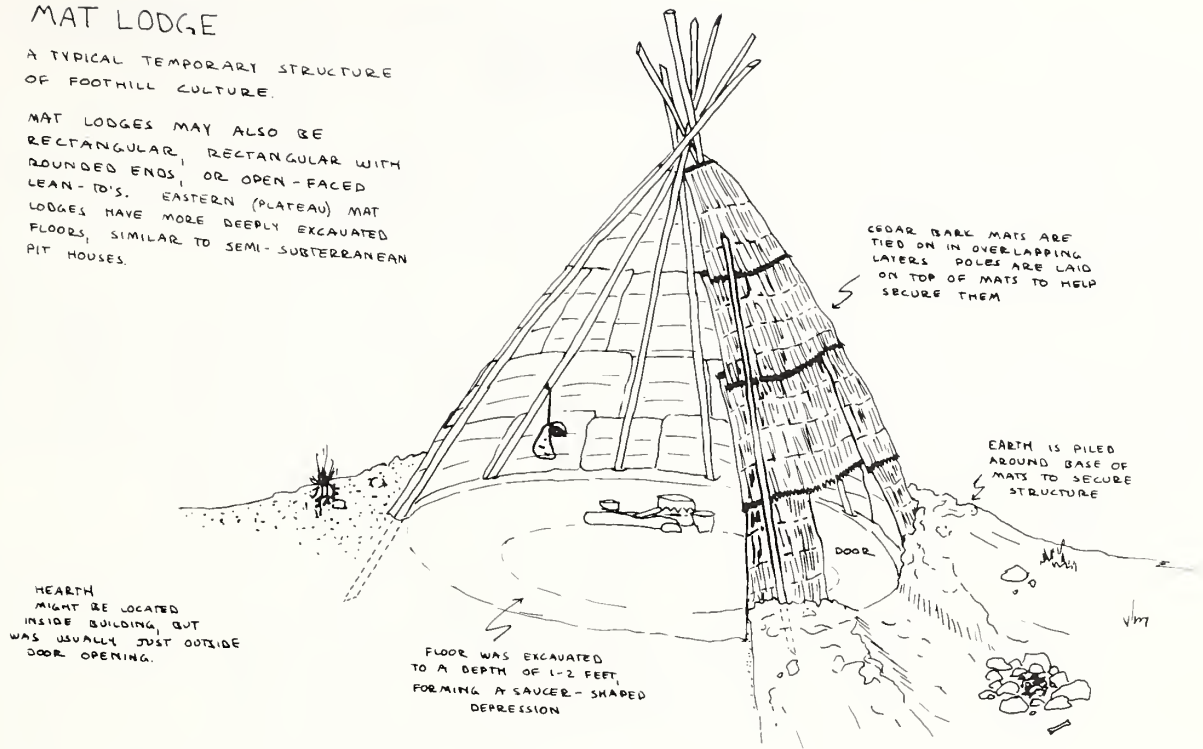 MAT LODGE
A TYPICAL TEMPORARY STRUCTURE
OF FOOTHILL CULTURE.
MAT LODGES MAY ALSO BE
RECTANGULAR, RECTANGULAR WITH
ROUNDED ENDS, OR OPEN-FACED
LEAN-TO'S. EASTERN (PLATEAU) MAT
LODGES HAVE MORE DEEPLY EXCAVATED
FLOORS, SIMILAR TO SEMI-SUBTERRANEAN
PIT HOUSES.
CEDAR BARK MATS ARE
TIED ON IN OVERLAPPING
LAYERS POLES ARE LAID
ON TOP OF MATS TO HELP
SECURE THEM
EARTH IS PILED
AROUND BASE OF
MATS TO SECURE
STRUCTURE
DOOR
HEARTH
MIGHT BE LOCATED
INSIDE BUILDING, BUT
WAS USUALLY JUST OUTSIDE
DOOR OPENING.
FLOOR WAS EXCAVATED
TO A DEPTH OF 1-2 FEET,
FORMING A SAUCER-SHAPED
DEPRESSION